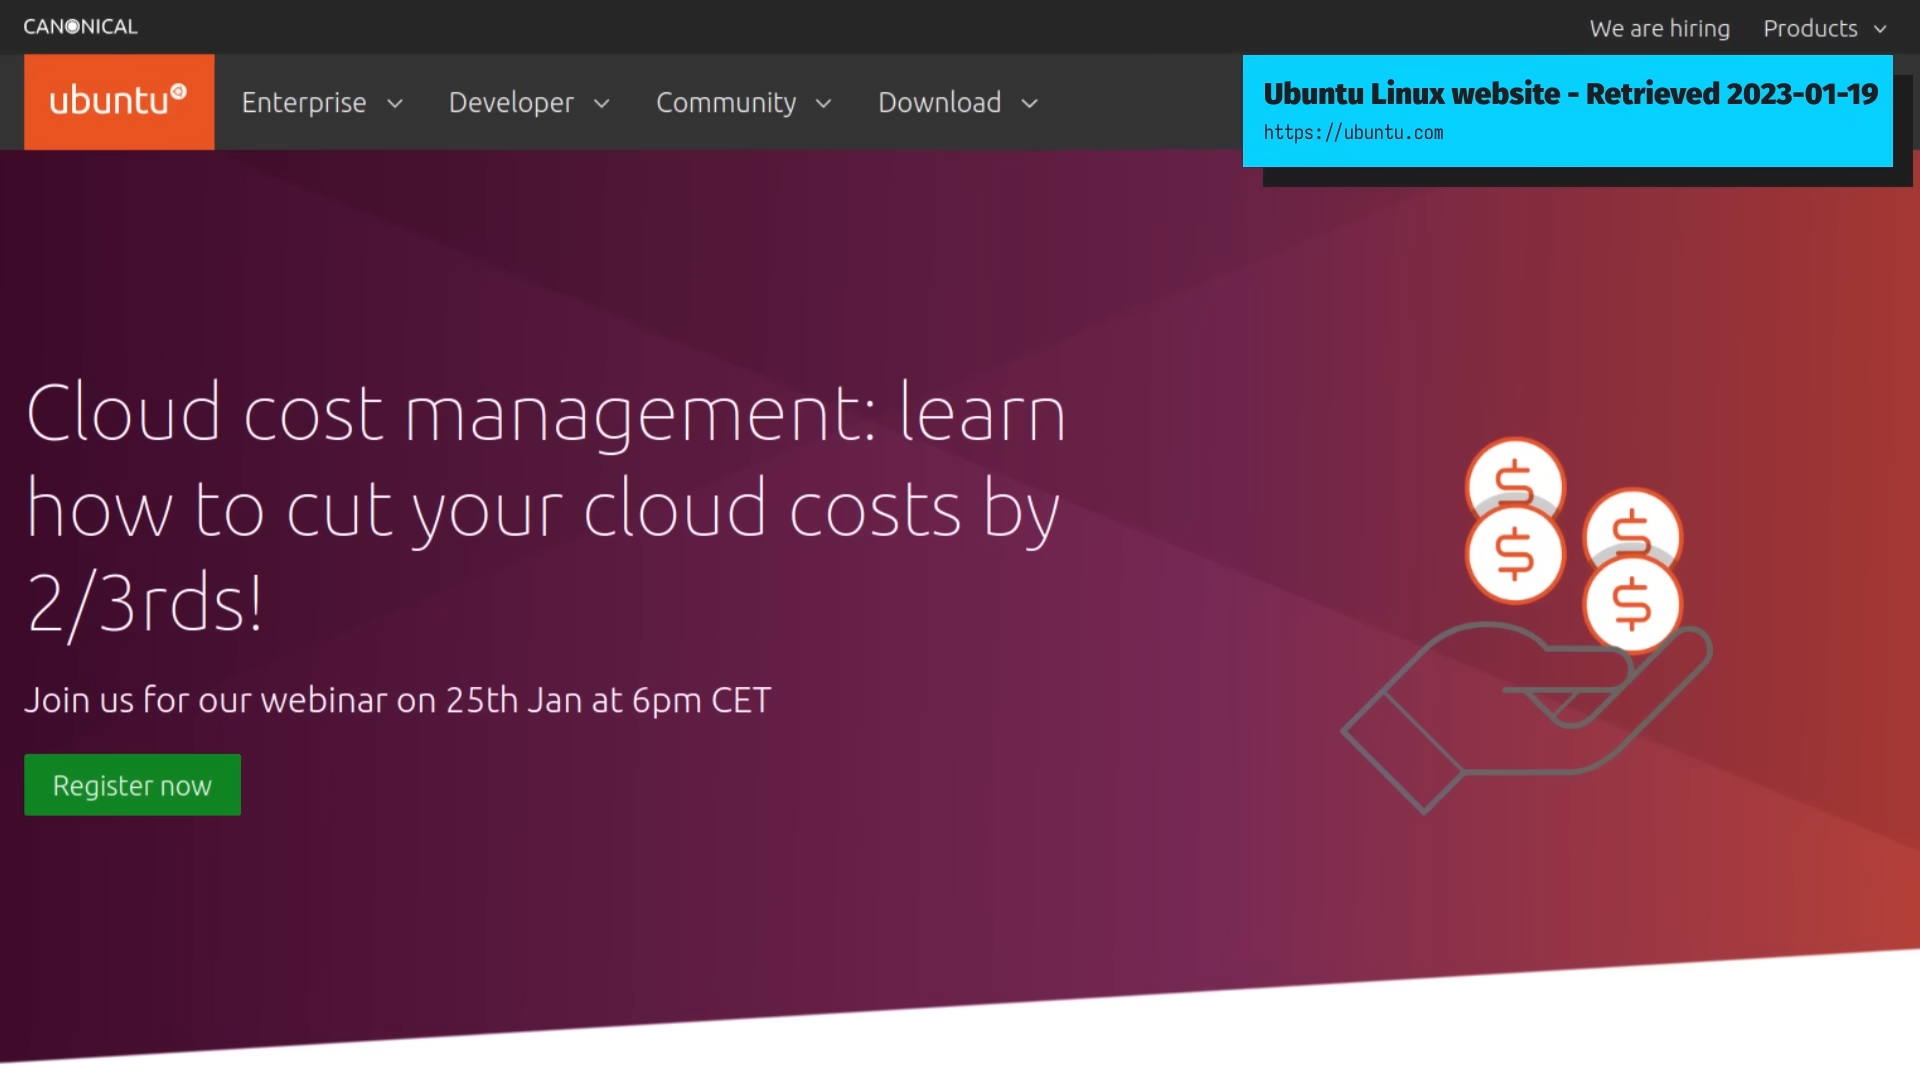 CANONICAL
We are hiring
Products
ubuntu
Enterprise
Developer
Community
Download
Ubuntu Linux website - Retrieved 2023-01-19
https://ubuntu.com
Cloud cost management: learn
how to cut your cloud costs by
2/3rds!
Join us for our webinar on 25th Jan at 6pm CET
Register now